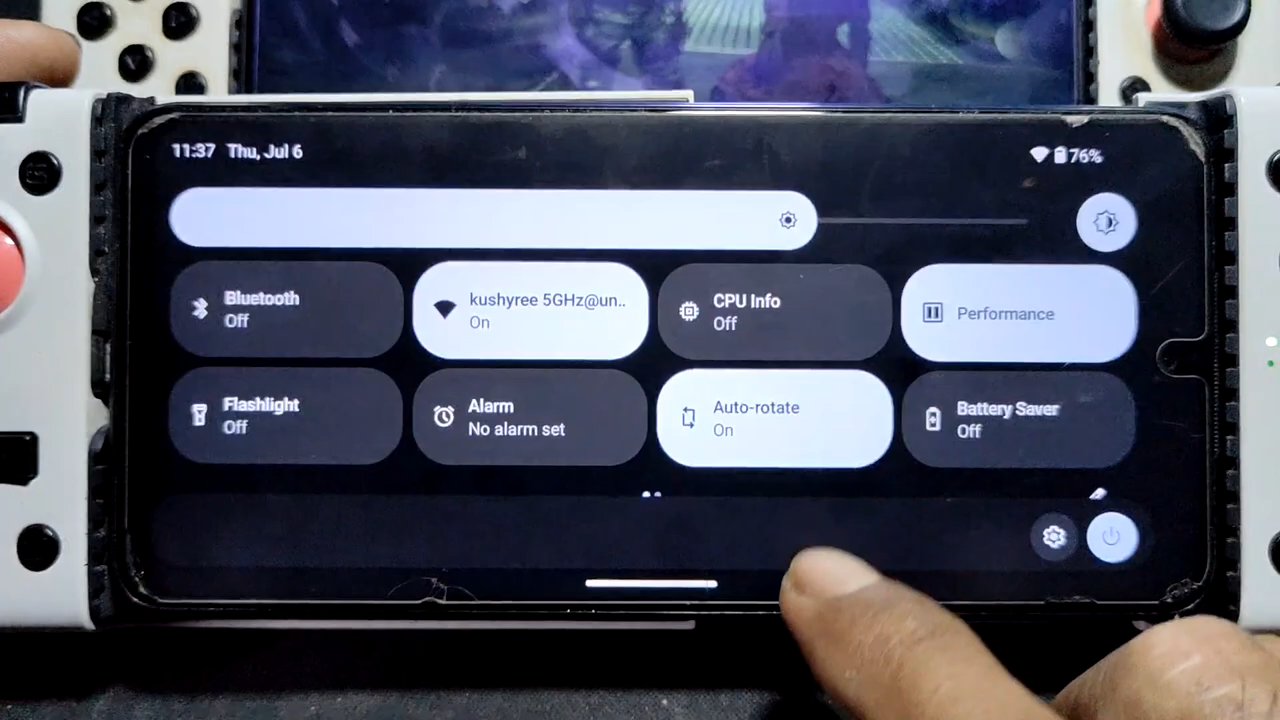 11:37 Thu, Jul 6
76%
Bluetooth
Off
kushyree 5GHz@un..
On
CPU Info
Off
Performance
Flashlight
Off
Alarm
No alarm set
Auto-rotate
On
Battery Saver
Off